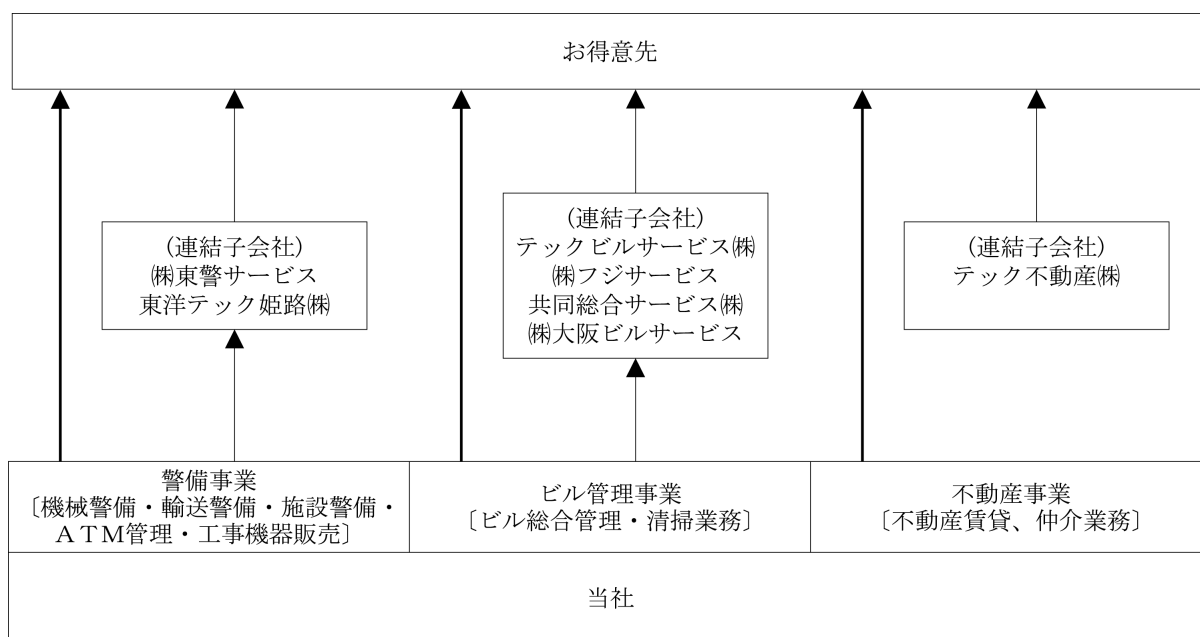 お得意先
(連結子会社)
㈱東警サービス
東洋テック姫路㈱
(連結子会社)
テックビルサービス㈱
㈱フジサービス
共同総合サービス㈱
㈱大阪ビルサービス
(連結子会社)
テック不動産㈱
警備事業
〔機械警備・輸送警備・施設警備・
ＡＴＭ管理・工事機器販売〕
ビル管理事業
〔ビル総合管理・清掃業務〕
不動産事業
〔不動産賃貸、仲介業務〕
当社